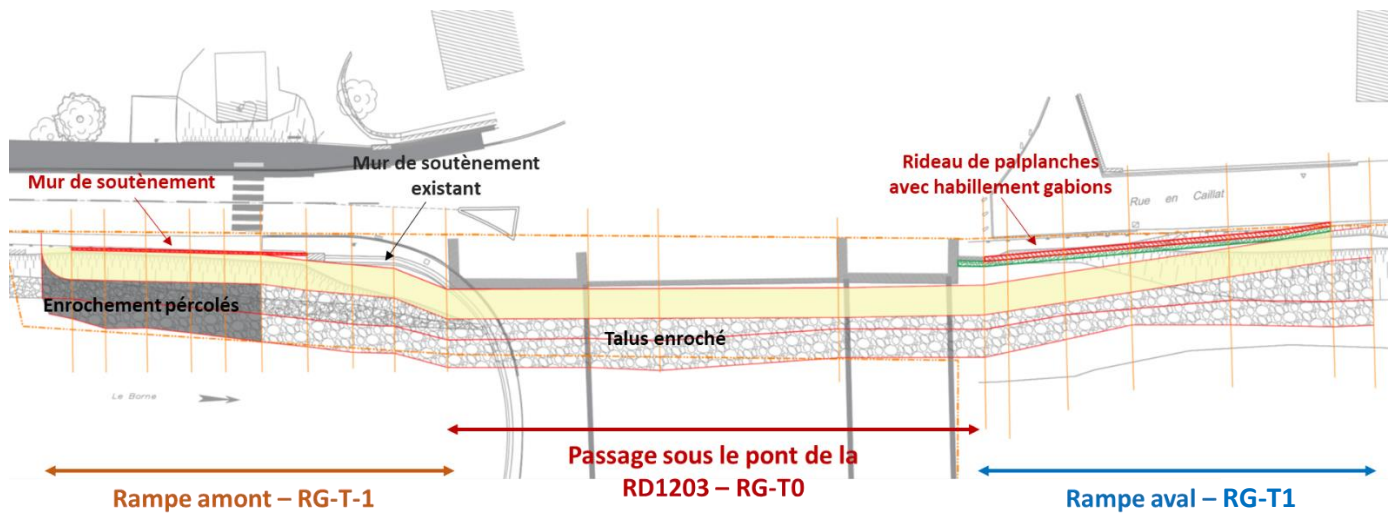 Mur de soutènement
Mur de soutènement
existant
Rideau de palplanches
avec habillement gabions
Rue en Caillat
Enrochement pércolés
Talus enroché
Le Borne
Passage sous le pont de la
RD1203 – RG-T0
Rampe amont – RG-T-1
Rampe aval – RG-T1